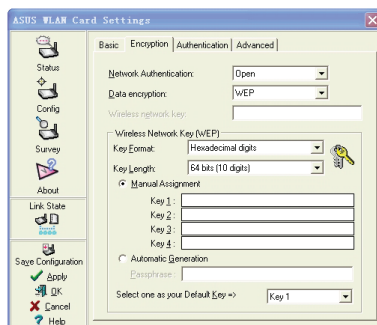 ASUS WLAN Card Settings
Status
Config
Survey
About
Link State
Save Configuration
Apply
OK
Cancel
Help
Basic Encryption Authentication Advanced
Network Authentication: Open
Data encryption: WEP
Wireless network key:
Wireless Network Key (WEP)
Key Format: Hexadecimal digits
Key Length: 64 bits (10 digits)
Manual Assignment
Key 1 :
Key 2 :
Key 3 :
Key 4 :
Automatic Generation
Passphrase :
Select one as your Default Key => Key 1